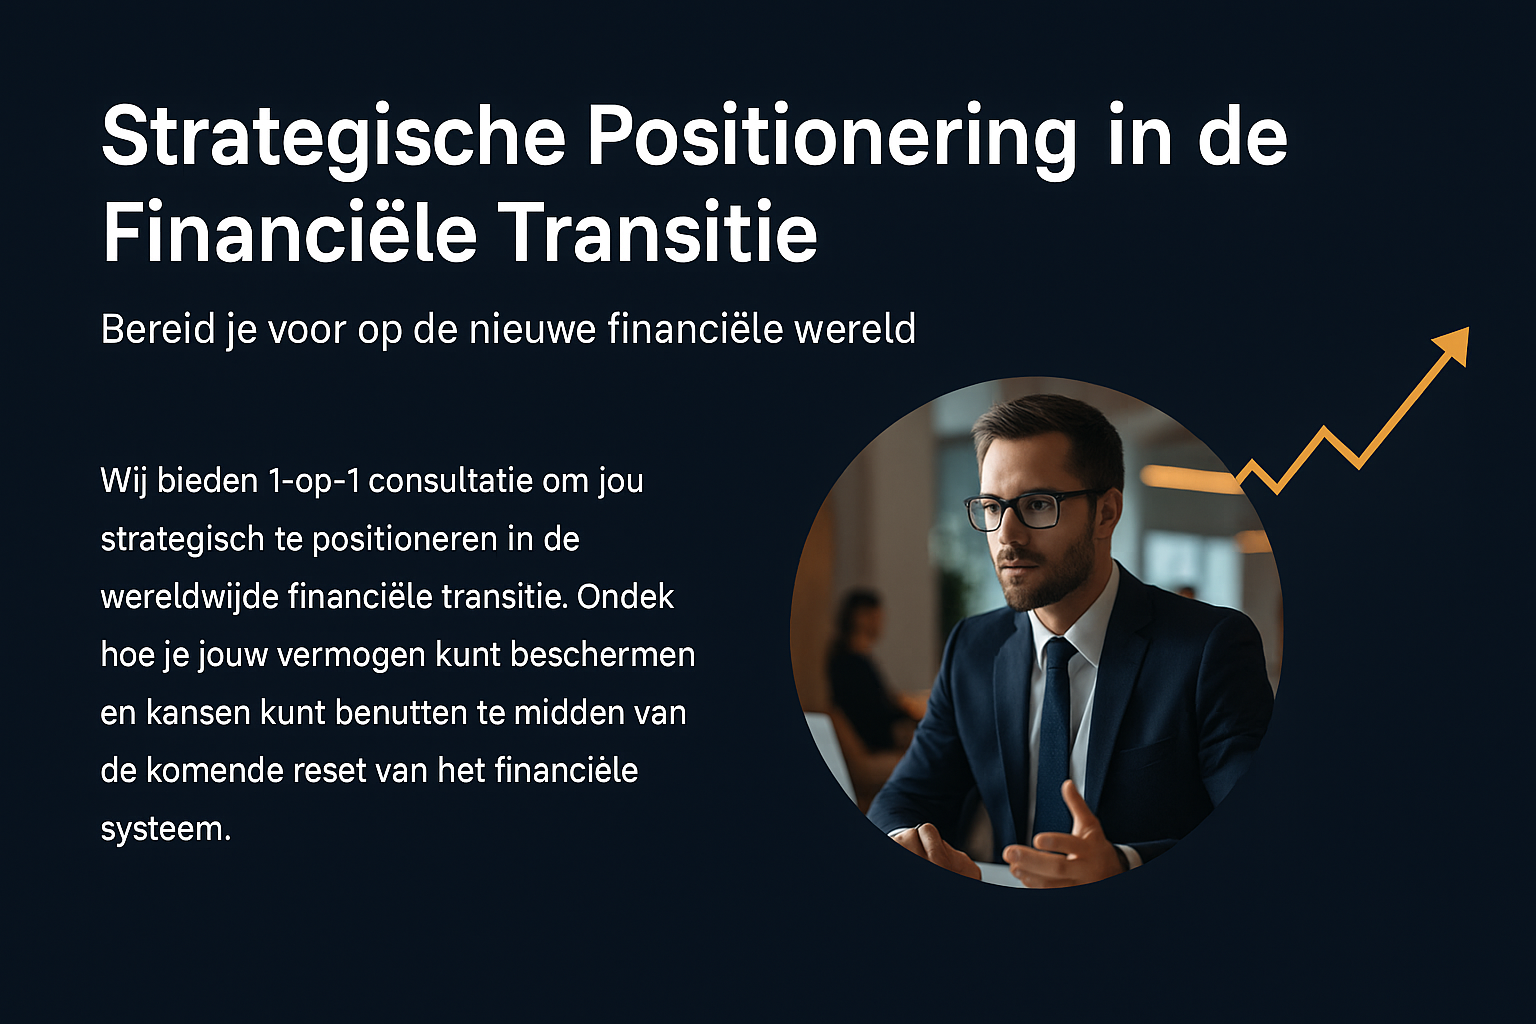 Strategische Positionering in de
Financiële Transitie
Bereid je voor op de nieuwe financiële wereld
Wij bieden 1-op-1 consultatie om jou
strategisch te positioneren in de
wereldwijde financiële transitie. Ondek
hoe je jouw vermogen kunt beschermen
en kansen kunt benutten te midden van
de komende reset van het financiële
systeem.